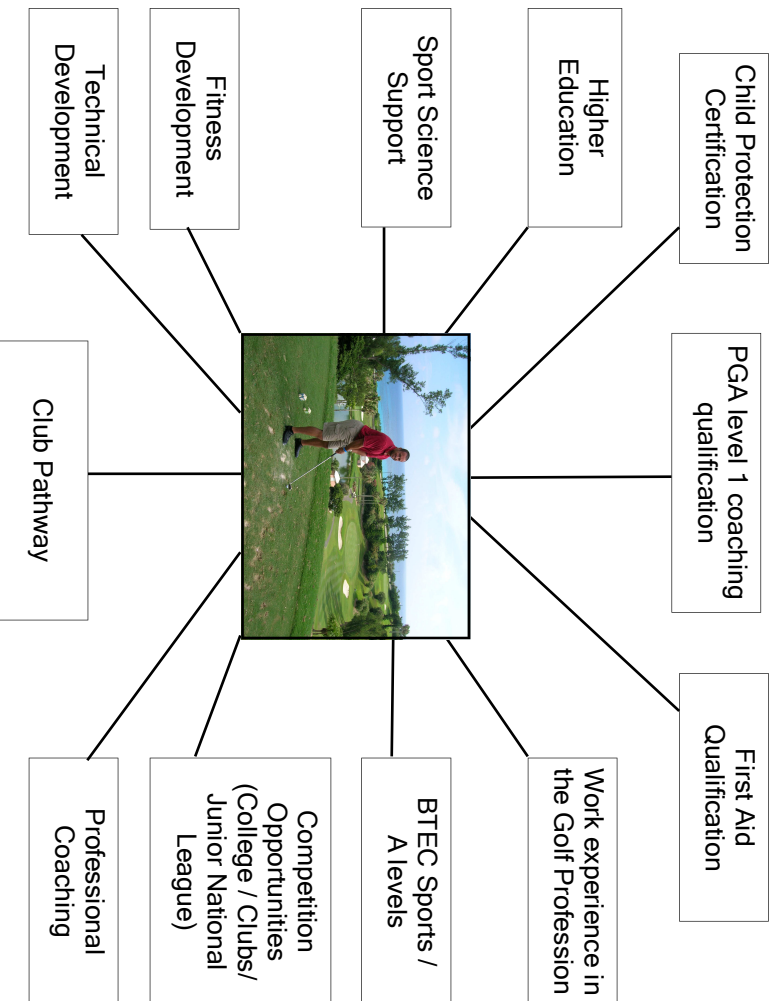 Child Protection
Certification
PGA level 1 coaching
qualification
First Aid
Qualification
Higher
Education
Work experience in
the Golf Profession
Sport Science
Support
BTEC Sports /
A levels
Fitness
Development
Competition
Opportunities
(College / Clubs/
Junior National
League)
Technical
Development
Club Pathway
Professional
Coaching